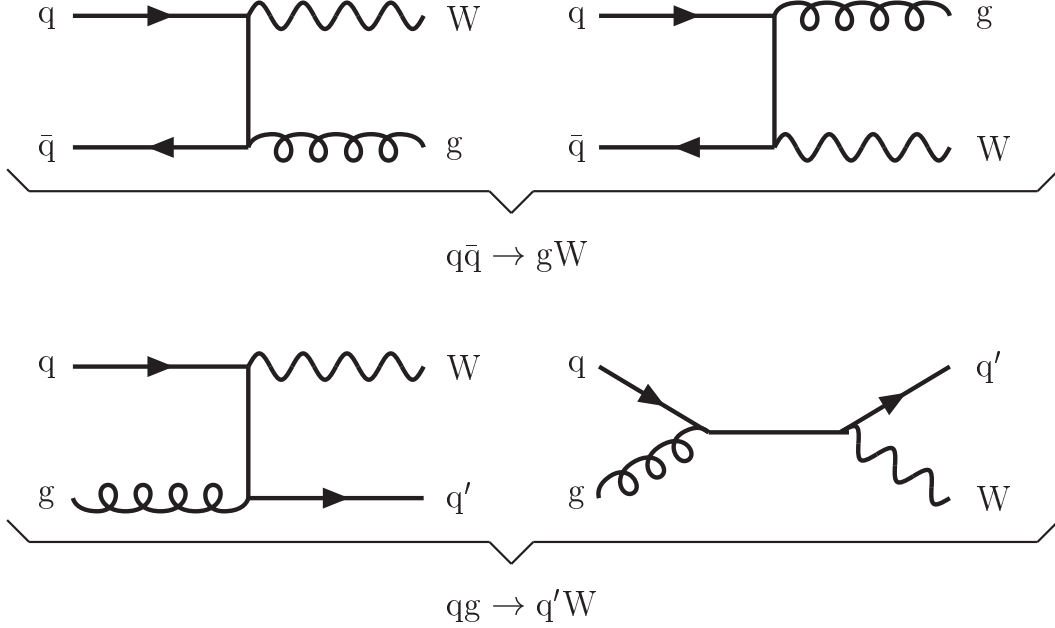 q W q g
q̄ g q̄ W
qq̄ → gW
q W q q′
g q′ g W
qg → q′W